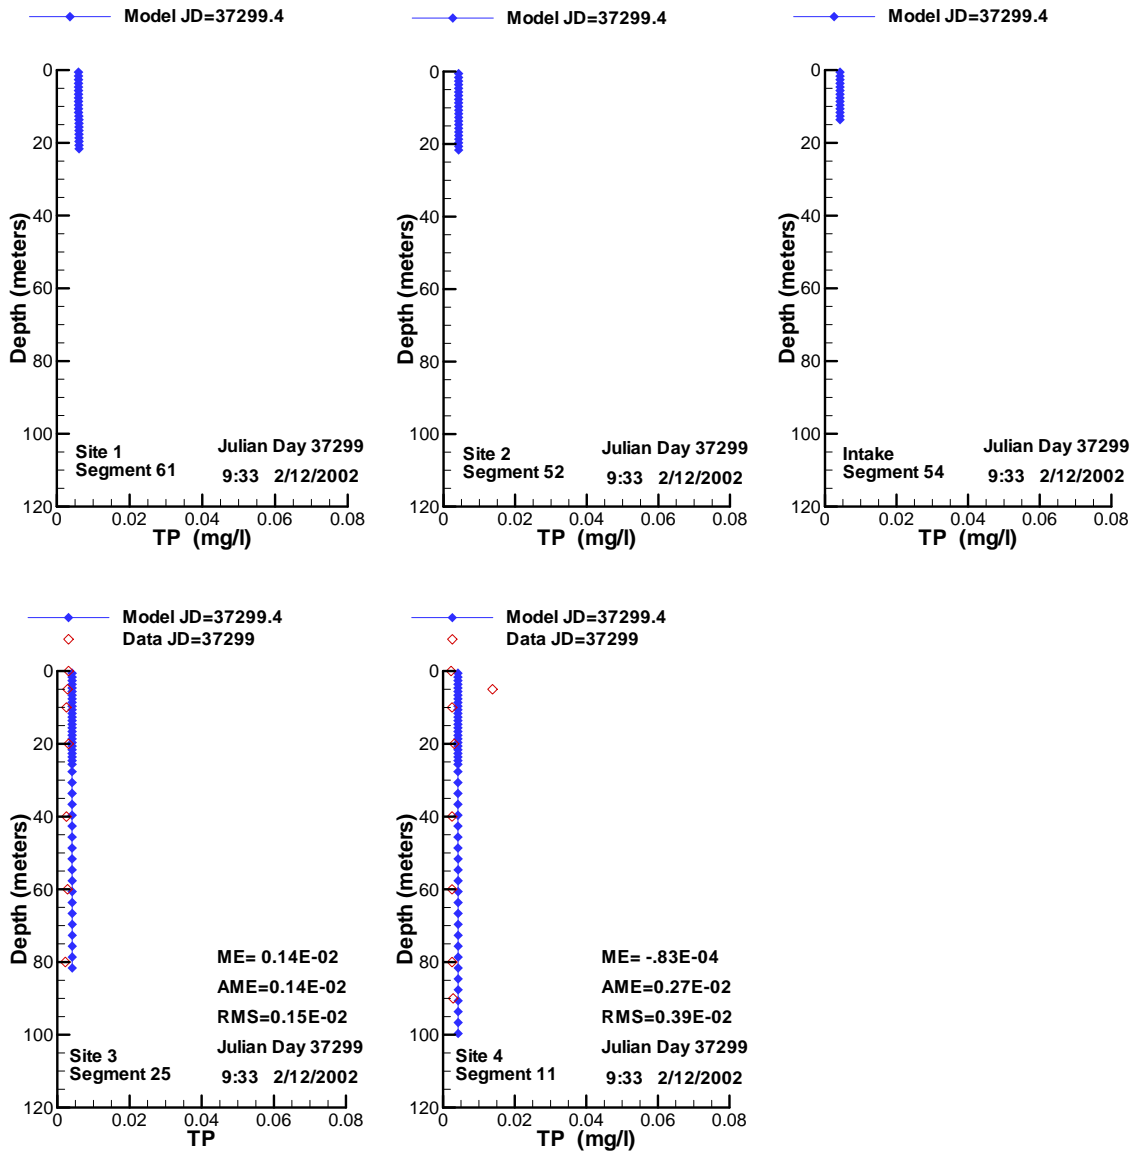 Model JD=37299.4
0
20
40
60
80
100
120
Depth (meters)
Site 1
Segment 61
Julian Day 37299
9:33 2/12/2002
0 0.02 0.04 0.06 0.08
TP (mg/l)
Model JD=37299.4
0
20
40
60
80
100
120
Depth (meters)
Site 2
Segment 52
Julian Day 37299
9:33 2/12/2002
0 0.02 0.04 0.06 0.08
TP (mg/l)
Model JD=37299.4
0
20
40
60
80
100
120
Depth (meters)
Intake
Segment 54
Julian Day 37299
9:33 2/12/2002
0 0.02 0.04 0.06 0.08
TP (mg/l)
Model JD=37299.4
Data JD=37299
0
20
40
60
80
100
120
Depth (meters)
ME= 0.14E-02
AME=0.14E-02
RMS=0.15E-02
Site 3
Segment 25
Julian Day 37299
9:33 2/12/2002
0 0.02 0.04 0.06 0.08
TP
Model JD=37299.4
Data JD=37299
0
20
40
60
80
100
120
Depth (meters)
ME= -.83E-04
AME=0.27E-02
RMS=0.39E-02
Site 4
Segment 11
Julian Day 37299
9:33 2/12/2002
0 0.02 0.04 0.06 0.08
TP (mg/l)